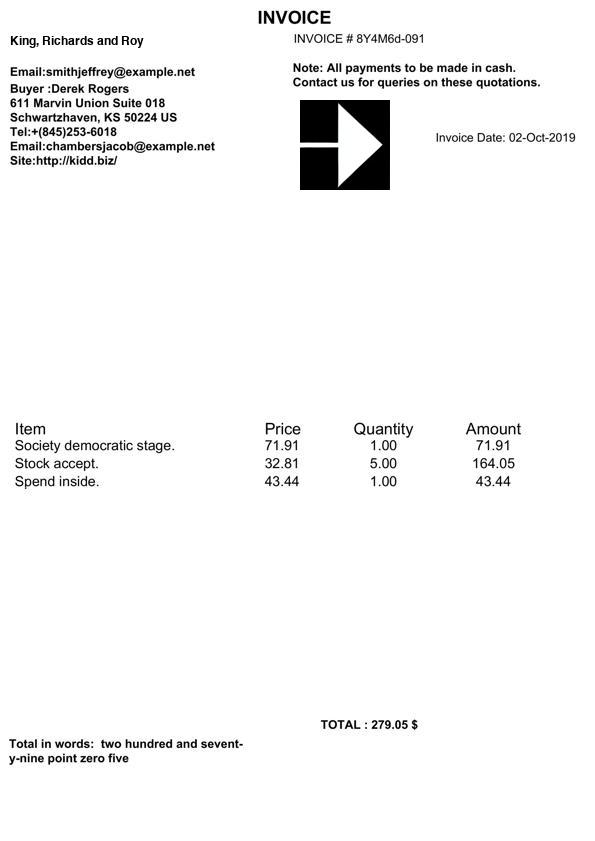 INVOICE
King, Richards and Roy
INVOICE # 8Y4M6d-091
Email:smithjeffrey@example.net
Note: All payments to be made in cash.
Contact us for queries on these quotations.
Buyer :Derek Rogers
611 Marvin Union Suite 018
Schwartzhaven, KS 50224 US
Tel:+(845)253-6018
Email:chambersjacob@example.net
Site:http://kidd.biz/
Invoice Date: 02-Oct-2019
Item Price Quantity Amount
Society democratic stage. 71.91 1.00 71.91
Stock accept. 32.81 5.00 164.05
Spend inside. 43.44 1.00 43.44
TOTAL : 279.05 $
Total in words:  two hundred and sevent-
y-nine point zero five